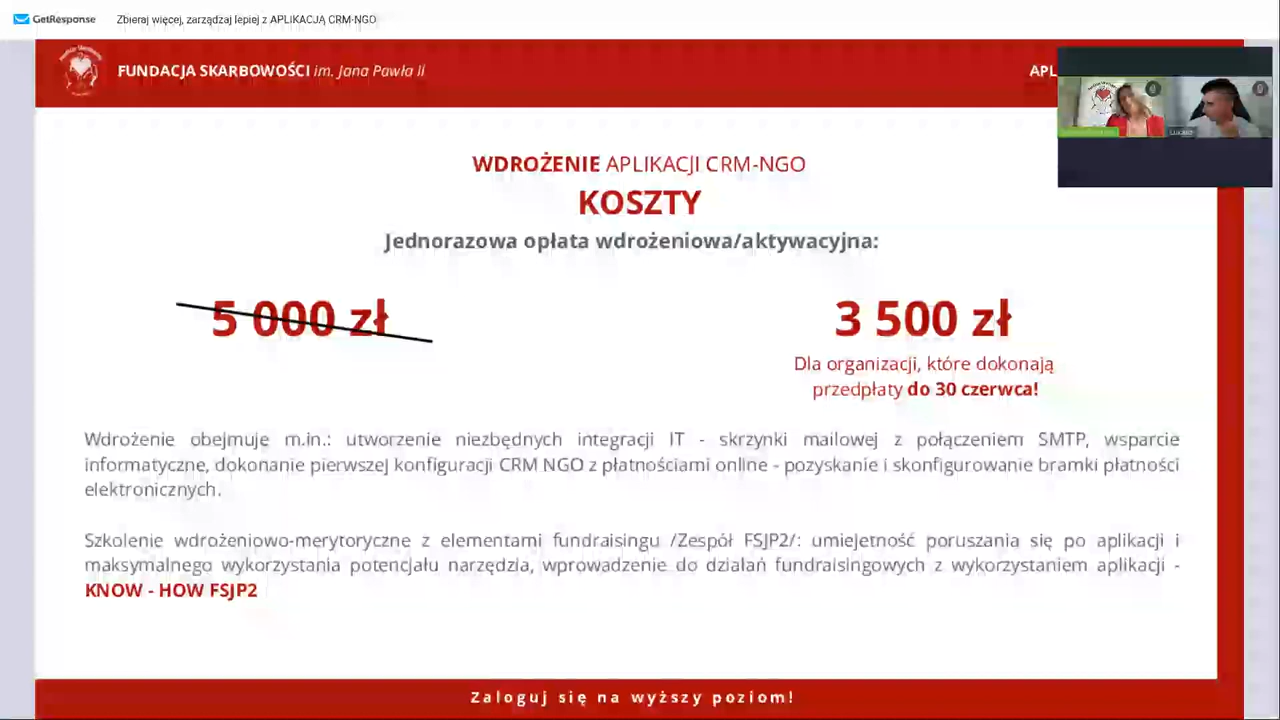 GetResponse Zbieraj więcej, zarządzaj lepiej z APLIKACJĄ CRM-NGO
FUNDACJA SKARBOWOŚCI im. Jana Pawła II
APL
WDROŻENIE APLIKACJI CRM-NGO
KOSZTY
Jednorazowa opłata wdrożeniowa/aktywacyjna:
5 000 zł
3 500 zł
Dla organizacji, które dokonają
przedpłaty do 30 czerwca!
Wdrożenie obejmuje m.in.: utworzenie niezbędnych integracji IT - skrzynki mailowej z połączeniem SMTP, wsparcie
informatyczne, dokonanie pierwszej konfiguracji CRM NGO z płatnościami online - pozyskanie i skonfigurowanie bramki płatności
elektronicznych.
Szkolenie wdrożeniowo-merytoryczne z elementami fundraisingu /Zespół FSJP2/: umiejetność poruszania się po aplikacji i
maksymalnego wykorzystania potencjału narzędzia, wprowadzenie do działań fundraisingowych z wykorzystaniem aplikacji -
KNOW - HOW FSJP2
Zaloguj się na wyższy poziom!